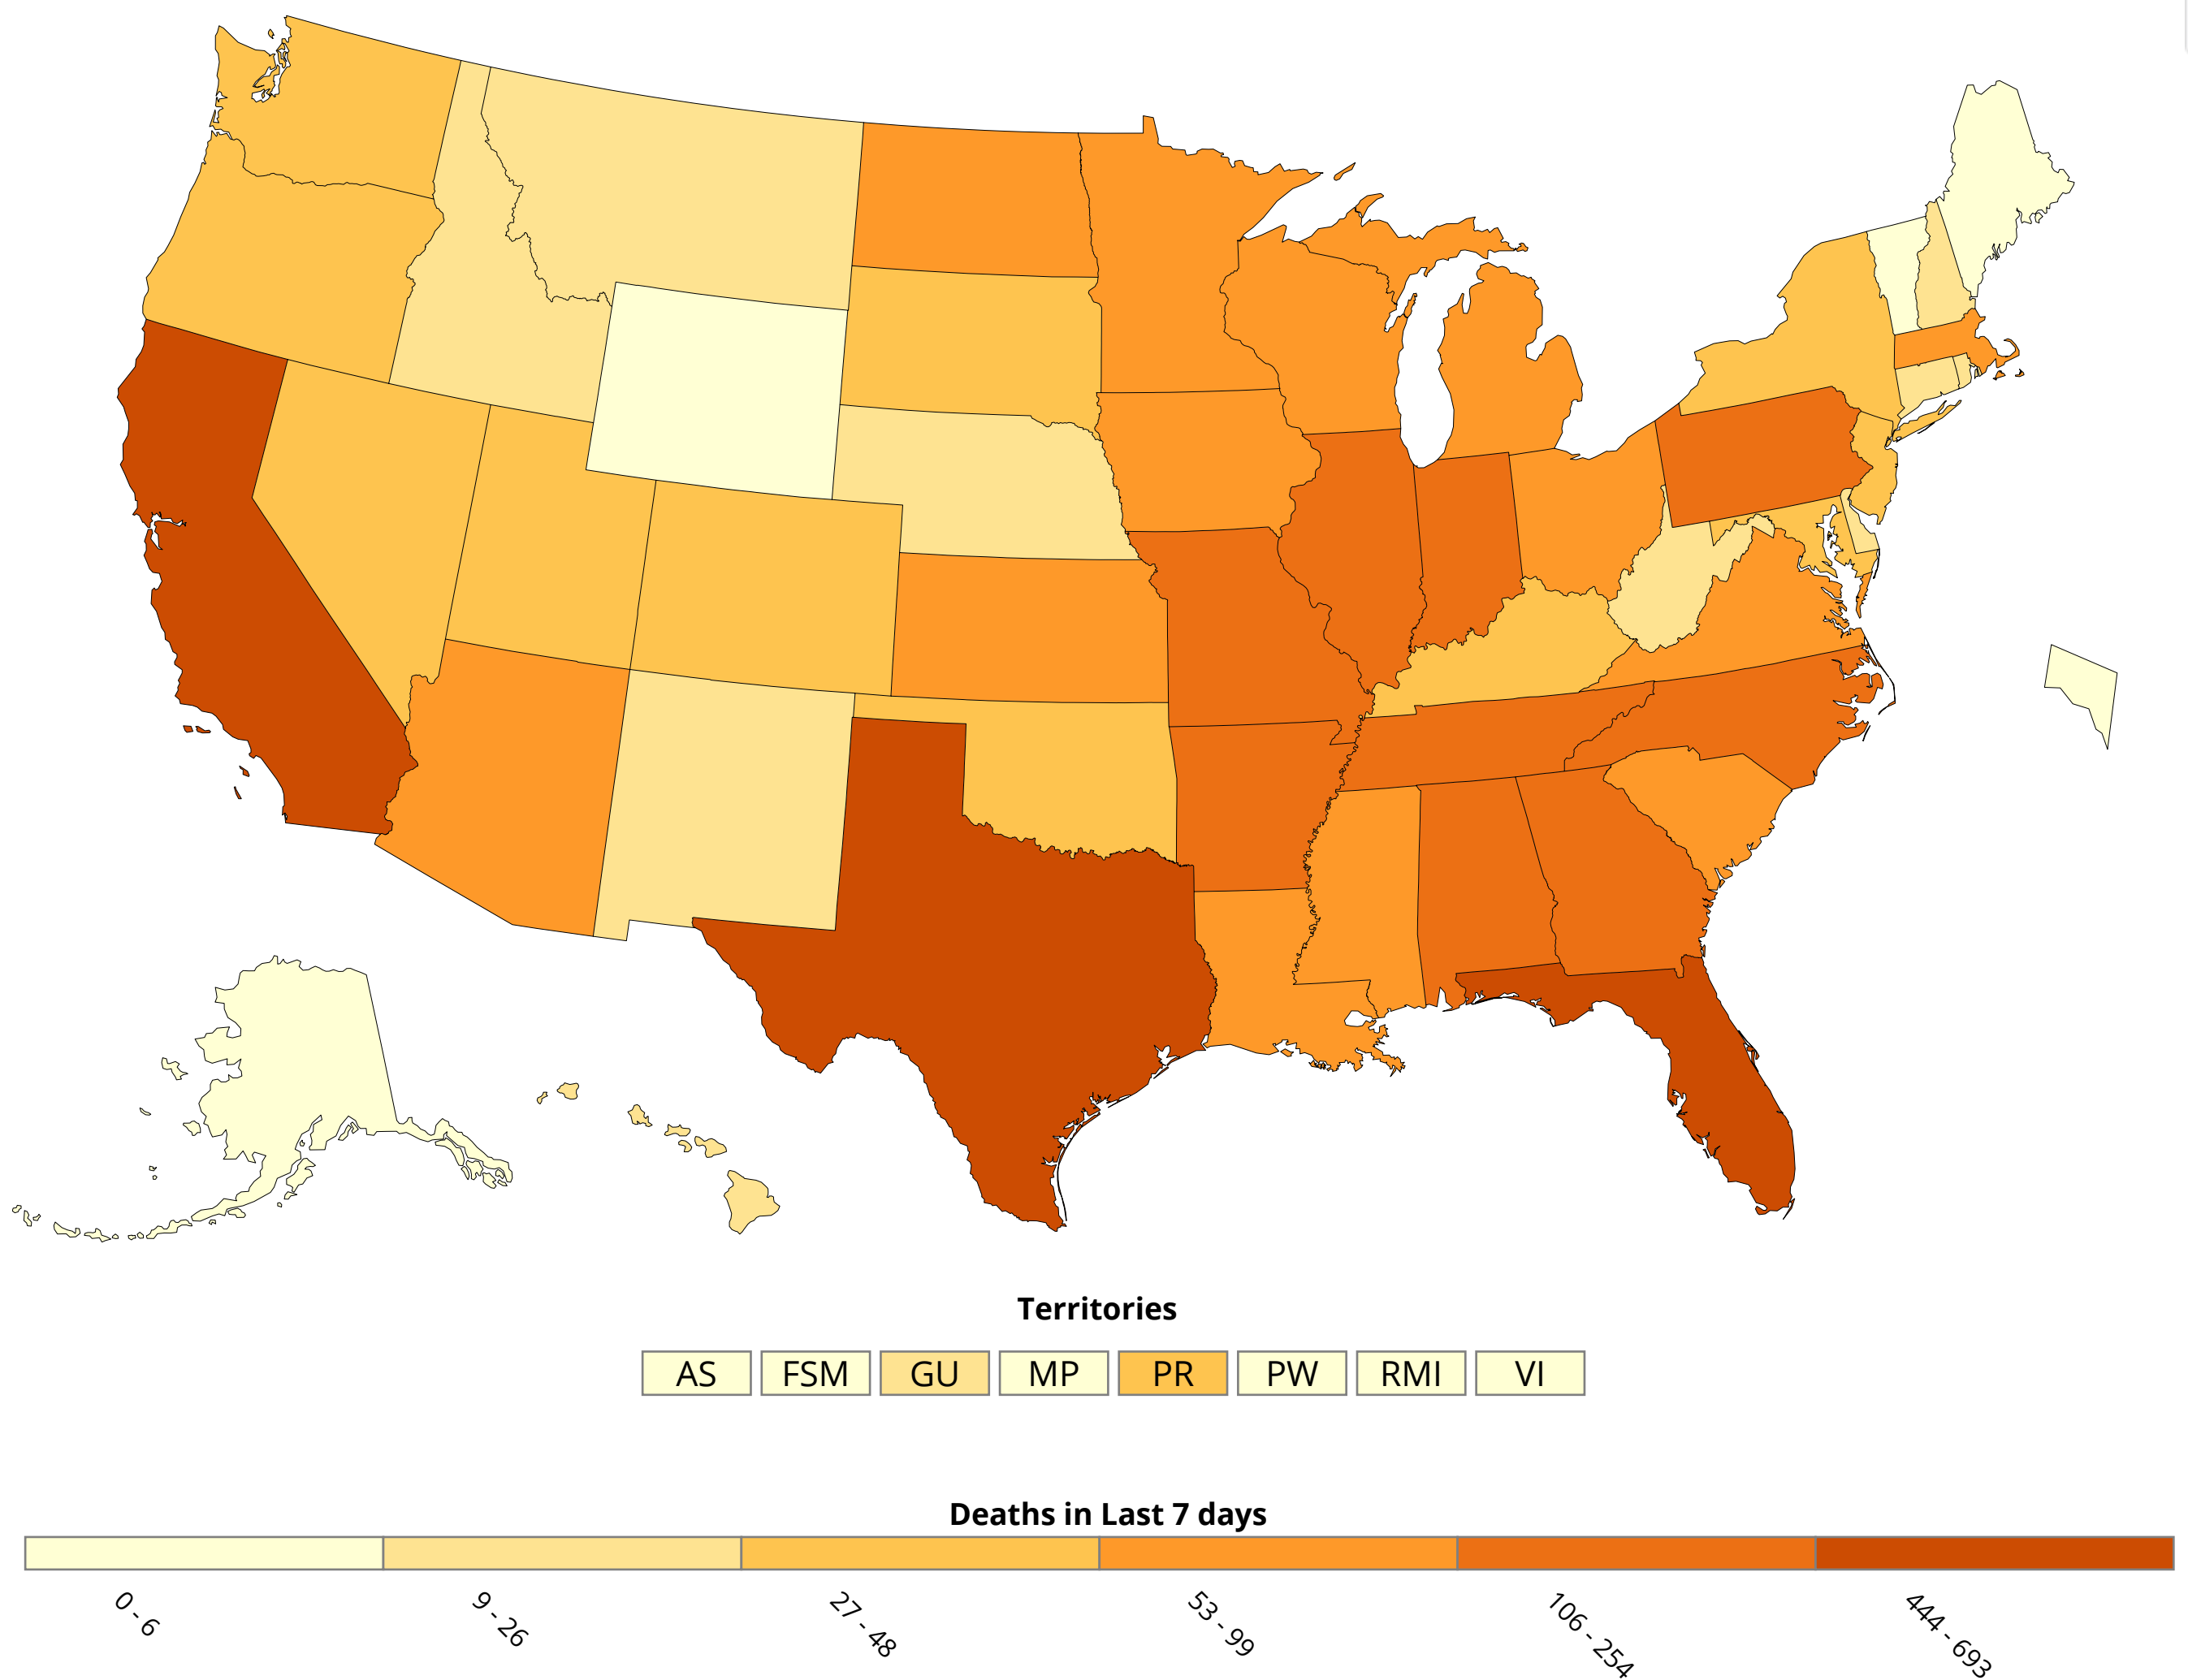 Territories
AS FSM GU MP PR PW RMI VI
Deaths in Last 7 days
0 - 6
9 - 26
27 - 48
53 - 99
106 - 254
444 - 693